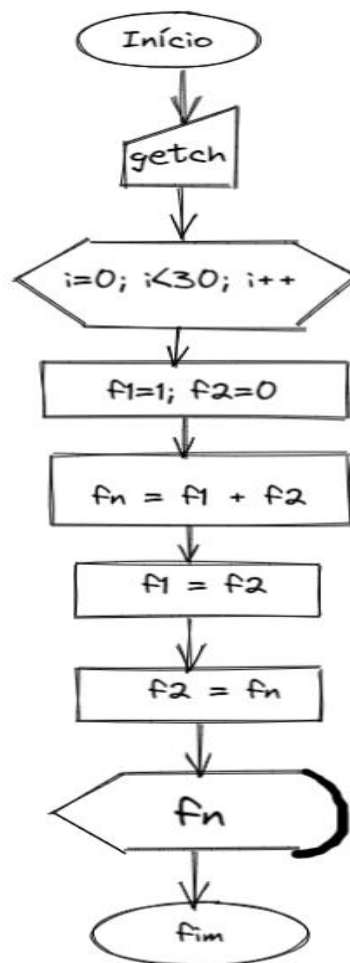 Início
getch
i=0; i<30; i++
f1=1; f2=0
fn = f1 + f2
f1 = f2
f2 = fn
fn
fim